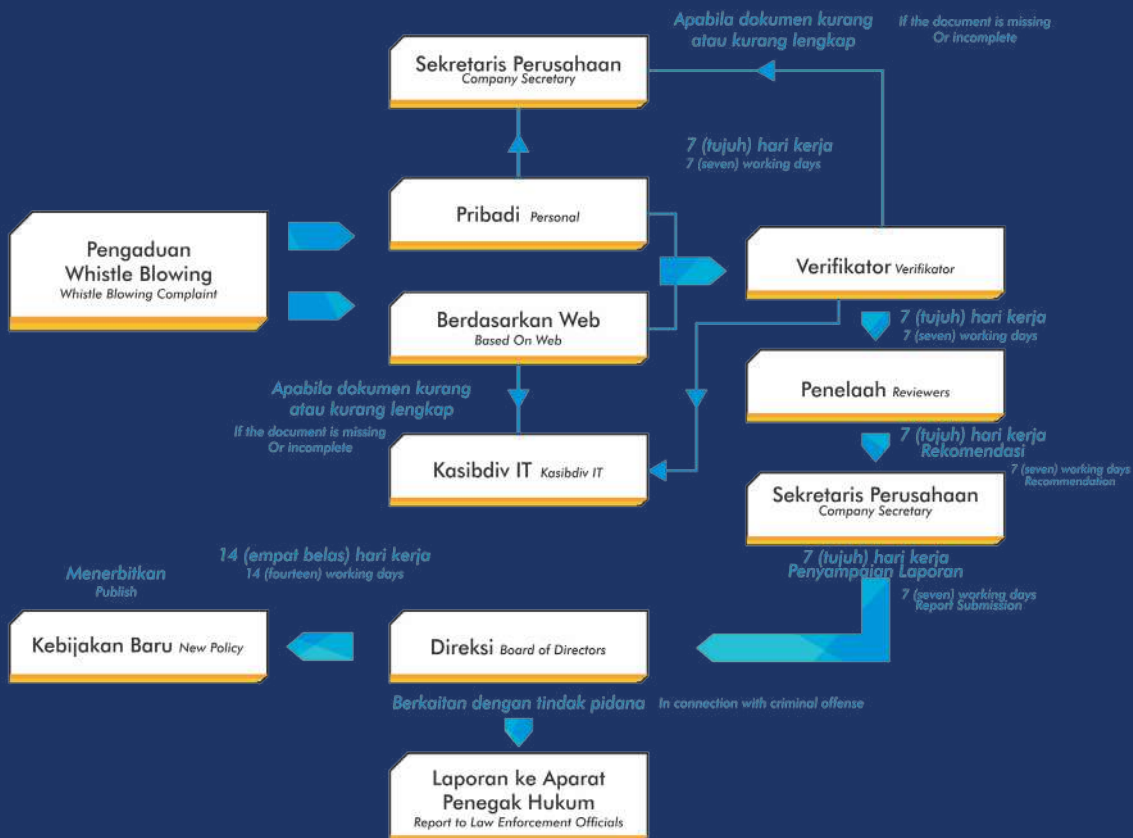 Apabila dokumen kurang
atau kurang lengkap
If the document is missing
Or incomplete
Sekretaris Perusahaan
Company Secretary
7 (tujuh) hari kerja
7 (seven) working days
Pribadi Personal
Pengaduan
Whistle Blowing
Whistle Blowing Complaint
Verifikator Verifikator
Berdasarkan Web
Based On Web
7 (tujuh) hari kerja
7 (seven) working days
Apabila dokumen kurang
atau kurang lengkap
If the document is missing
Or incomplete
Penelaah Reviewers
7 (tujuh) hari kerja
Rekomendasi
7 (seven) working days
Recommendation
Kasibdiv IT Kasibdiv IT
Sekretaris Perusahaan
Company Secretary
7 (tujuh) hari kerja
Penyampaian Laporan
7 (seven) working days
Report Submission
14 (empat belas) hari kerja
14 (fourteen) working days
Menerbitkan
Publish
Kebijakan Baru New Policy
Direksi Board of Directors
Berkaitan dengan tindak pidana In connection with criminal offense
Laporan ke Aparat
Penegak Hukum
Report to Law Enforcement Officials